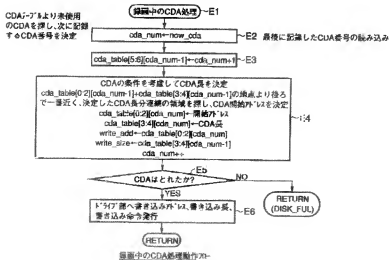 録画中のCDA処理
E1
CDAテーブルより未使用
のCDAを探し、次に記録
するCDA番号を決定
cda_num←now_cda
E2 最後に記録したCDA番号の読み込み
cda_table[5:6][cda_num-1]←cda_num+1
E3
CDAの条件を考慮してCDA長を決定
cda_table[0:2][cda_num-1]+cda_table[3:4][cda_num-1]の地点より後ろ
で一番近く、決定したCDA長分連続の領域を探し、CDA開始アドレスを決定
cda_table[0:2][cda_num]←開始アドレス
cda_table[3:4][cda_num]←CDA長
write_add←cda_table[0:2][cda_num]
write_size←cda_table[3:4][cda_num]
cda_num++
E4
E5
CDAはとれたか?
NO
YES
RETURN
(DISK_FUL)
ドライブ部へ書き込みアドレス、書き込み長、
書き込み命令発行
E6
RETURN
録画中のCDA処理動作フロー